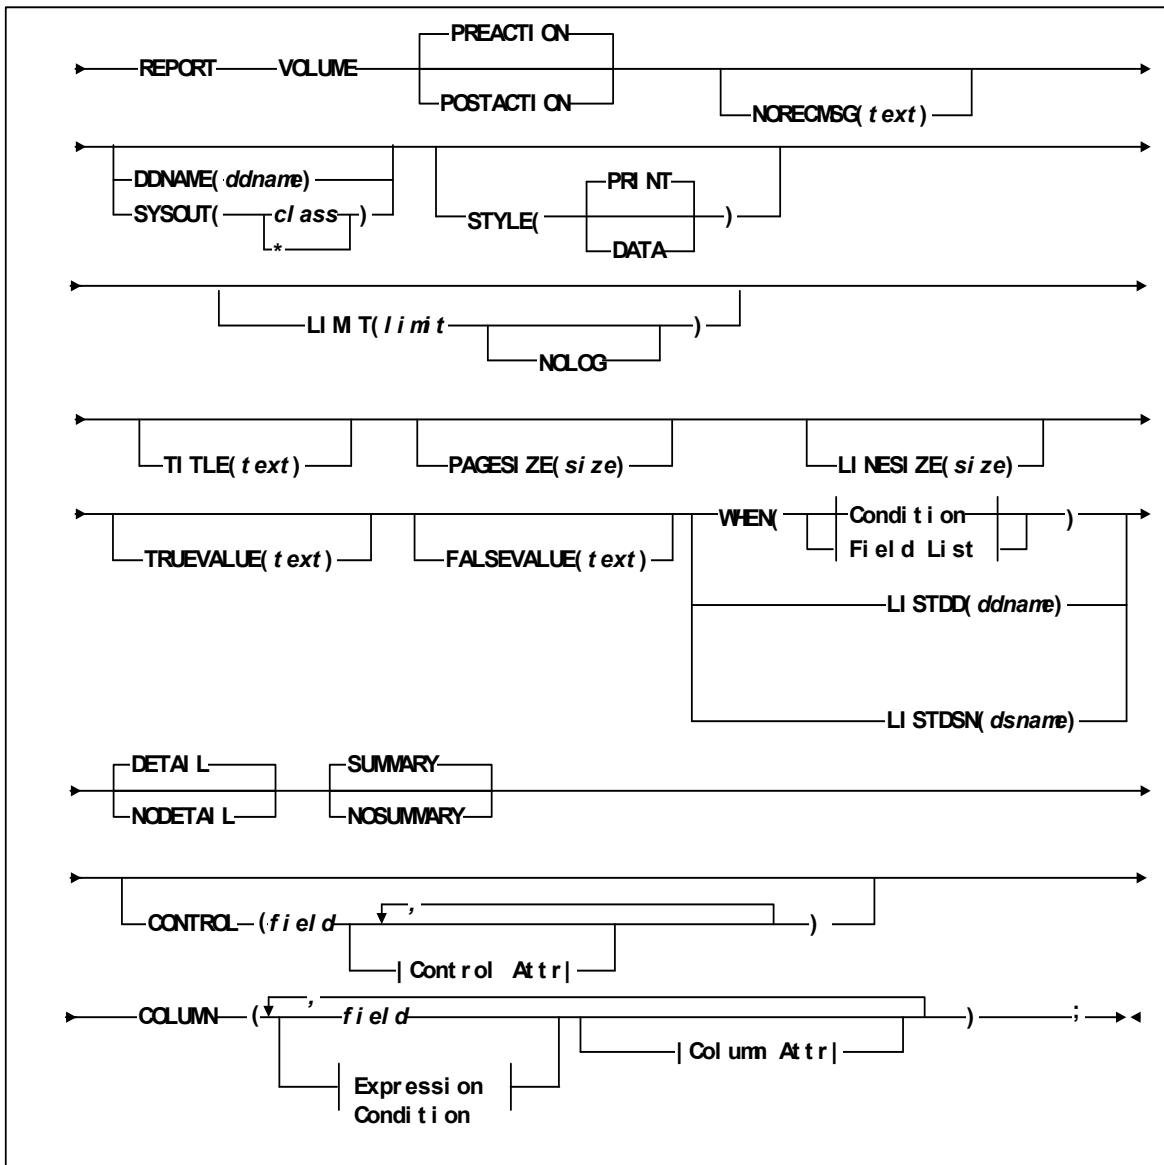 PREACTION
REPORT VOLUME
POSTACTION
NORECMSG(text)
DDNAME(ddname)
SYSOUT( class )
*
PRINT
STYLE( )
DATA
LIMIT(limit )
NOLOG
TITLE(text) PAGESIZE(size) LINESIZE(size)
WHEN( Condition )
Field List
TRUEVALUE(text) FALSEVALUE(text)
LISTDD(ddname)
LISTDSN(dsname)
DETAIL SUMMARY
NODETAIL NOSUMMARY
,
CONTROL (field )
|Control Attr|
,
COLUMN ( field ) ;
|Column Attr|
Expression
Condition